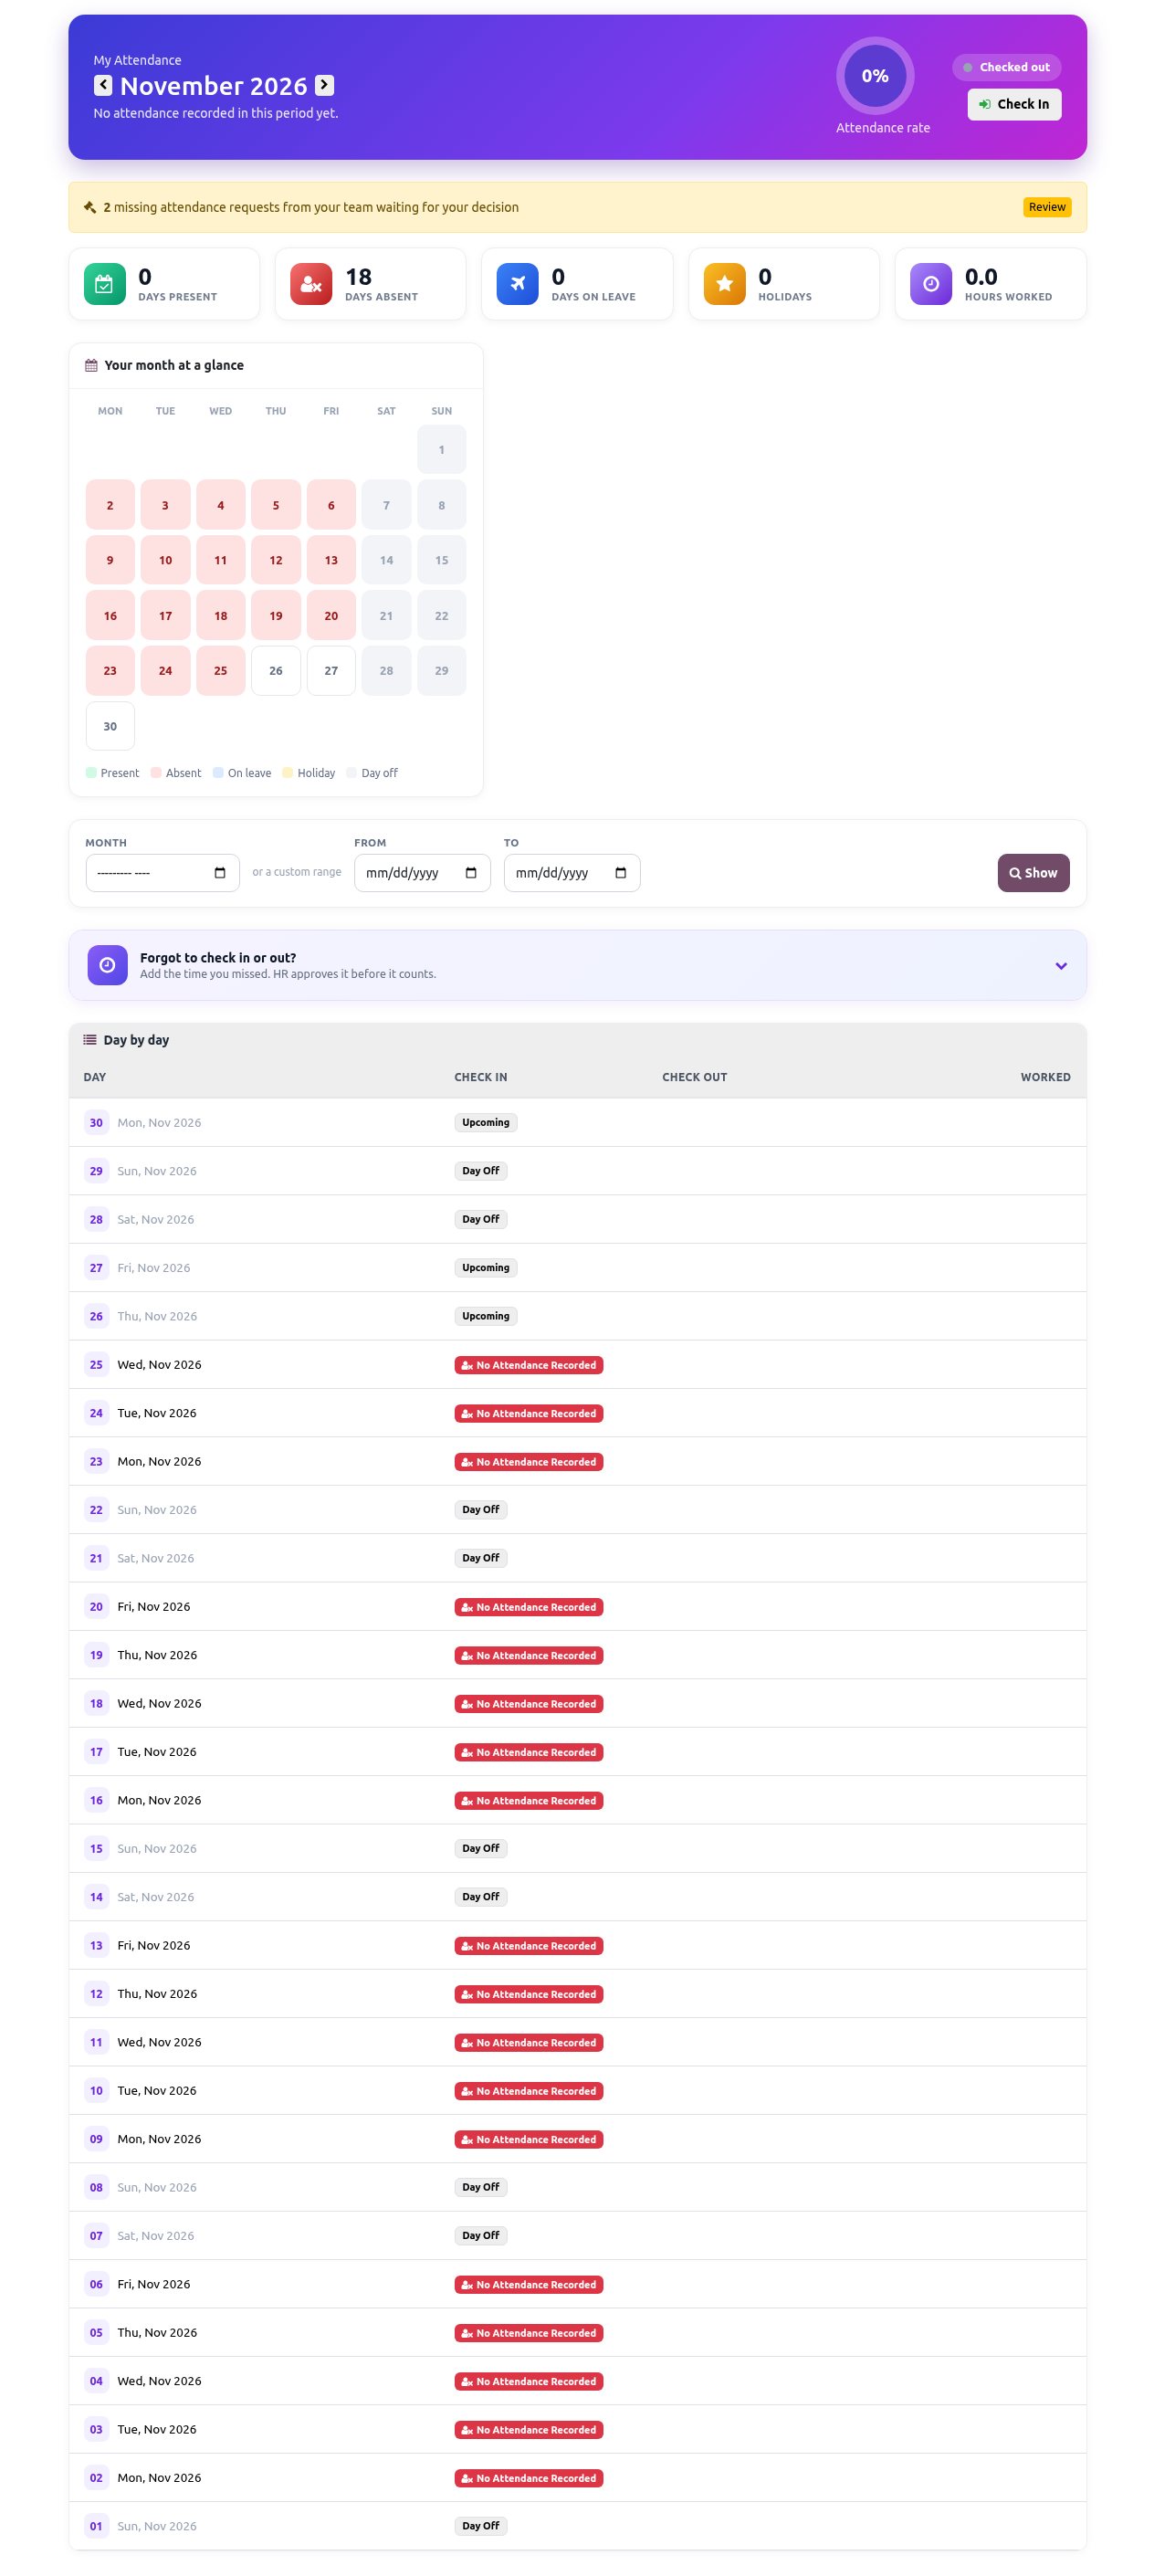 My Attendance
November 2026
No attendance recorded in this period yet.
0%
Attendance rate
Checked out
Check In
2 missing attendance requests from your team waiting for your decision
Review
0
DAYS PRESENT
18
DAYS ABSENT
0
DAYS ON LEAVE
0
HOLIDAYS
0.0
HOURS WORKED
Your month at a glance
MON TUE WED THU FRI SAT SUN
1
2 3 4 5 6 7 8
9 10 11 12 13 14 15
16 17 18 19 20 21 22
23 24 25 26 27 28 29
30
Present Absent On leave Holiday Day off
MONTH FROM TO
--------- ---- or a custom range mm/dd/yyyy mm/dd/yyyy Show
Forgot to check in or out?
Add the time you missed. HR approves it before it counts.
Day by day
DAY CHECK IN CHECK OUT WORKED
30 Mon, Nov 2026 Upcoming
29 Sun, Nov 2026 Day Off
28 Sat, Nov 2026 Day Off
27 Fri, Nov 2026 Upcoming
26 Thu, Nov 2026 Upcoming
25 Wed, Nov 2026 No Attendance Recorded
24 Tue, Nov 2026 No Attendance Recorded
23 Mon, Nov 2026 No Attendance Recorded
22 Sun, Nov 2026 Day Off
21 Sat, Nov 2026 Day Off
20 Fri, Nov 2026 No Attendance Recorded
19 Thu, Nov 2026 No Attendance Recorded
18 Wed, Nov 2026 No Attendance Recorded
17 Tue, Nov 2026 No Attendance Recorded
16 Mon, Nov 2026 No Attendance Recorded
15 Sun, Nov 2026 Day Off
14 Sat, Nov 2026 Day Off
13 Fri, Nov 2026 No Attendance Recorded
12 Thu, Nov 2026 No Attendance Recorded
11 Wed, Nov 2026 No Attendance Recorded
10 Tue, Nov 2026 No Attendance Recorded
09 Mon, Nov 2026 No Attendance Recorded
08 Sun, Nov 2026 Day Off
07 Sat, Nov 2026 Day Off
06 Fri, Nov 2026 No Attendance Recorded
05 Thu, Nov 2026 No Attendance Recorded
04 Wed, Nov 2026 No Attendance Recorded
03 Tue, Nov 2026 No Attendance Recorded
02 Mon, Nov 2026 No Attendance Recorded
01 Sun, Nov 2026 Day Off